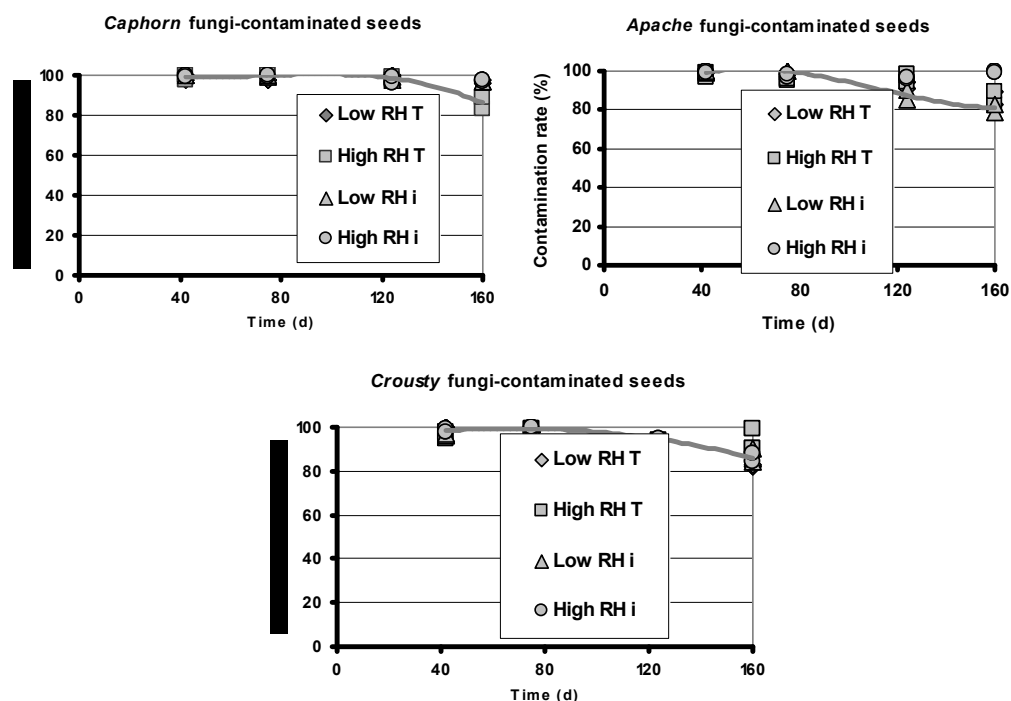 Caphorn fungi-contaminated seeds
100
80
60
40
20
0
0 40 80 120 160
Time (d)
Low RH T
High RH T
Low RH i
High RH i
Apache fungi-contaminated seeds
Contamination rate (%)
100
80
60
40
20
0
0 40 80 120 160
Time (d)
Low RH T
High RH T
Low RH i
High RH i
Crousty fungi-contaminated seeds
100
80
60
40
20
0
0 40 80 120 160
Time (d)
Low RH T
High RH T
Low RH i
High RH i